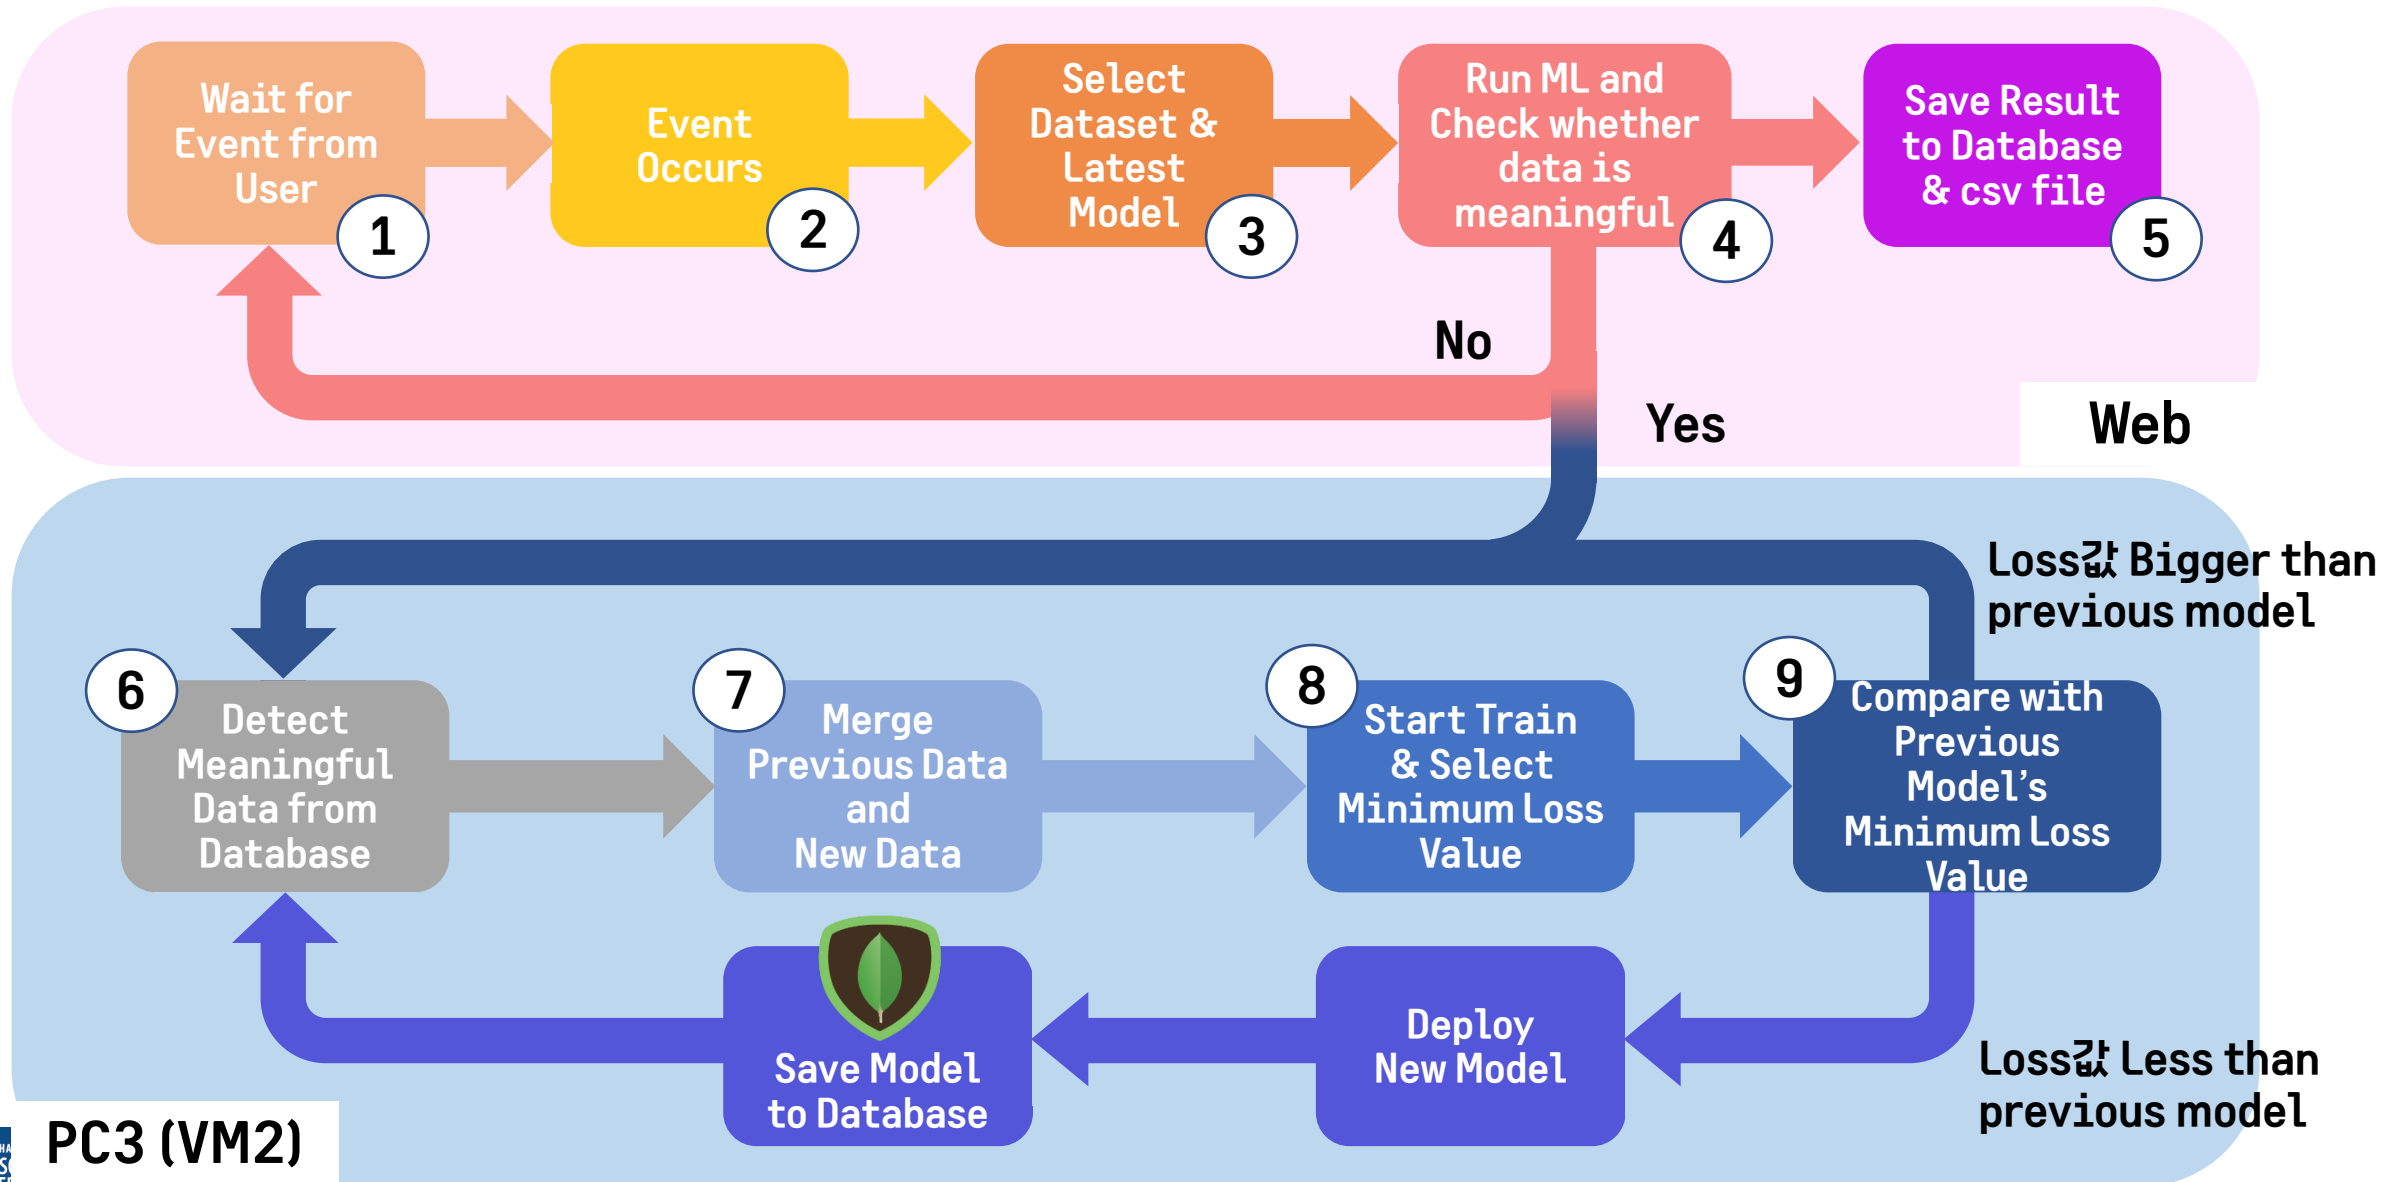 Wait for
Event from
User
1
Event
Occurs
2
Select
Dataset &
Latest
Model
3
Run ML and
Check whether
data is
meaningful
4
Save Result
to Database
& csv file
5
No
Yes
Web
Loss값 Bigger than
previous model
6
Detect
Meaningful
Data from
Database
7
Merge
Previous Data
and
New Data
8
Start Train
& Select
Minimum Loss
Value
9
Compare with
Previous
Model’s
Minimum Loss
Value
Save Model
to Database
Deploy
New Model
Loss값 Less than
previous model
PC3 (VM2)